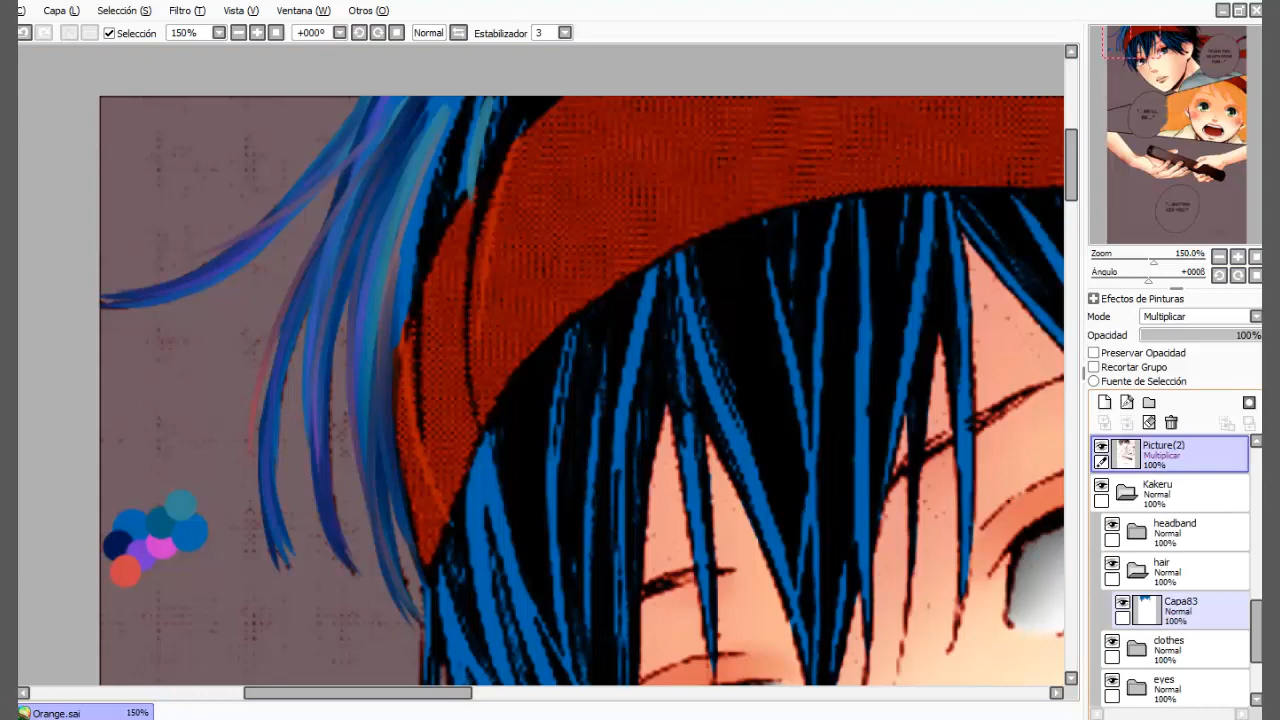 Capa (L) Selección (S) Filtro (T) Vista (V) Ventana (W) Otros (O)
Selección 150% +000º Normal Estabilizador 3
Zoom 150.0%
Ángulo +000ß
Efectos de Pinturas
Mode Multiplicar
Opacidad 100%
Preservar Opacidad
Recortar Grupo
Fuente de Selección
Picture(2)
Multiplicar
100%
Kakeru
Normal
100%
headband
Normal
100%
hair
Normal
100%
Capa83
Normal
100%
clothes
Normal
100%
eyes
Normal
100%
Orange.sai 150%